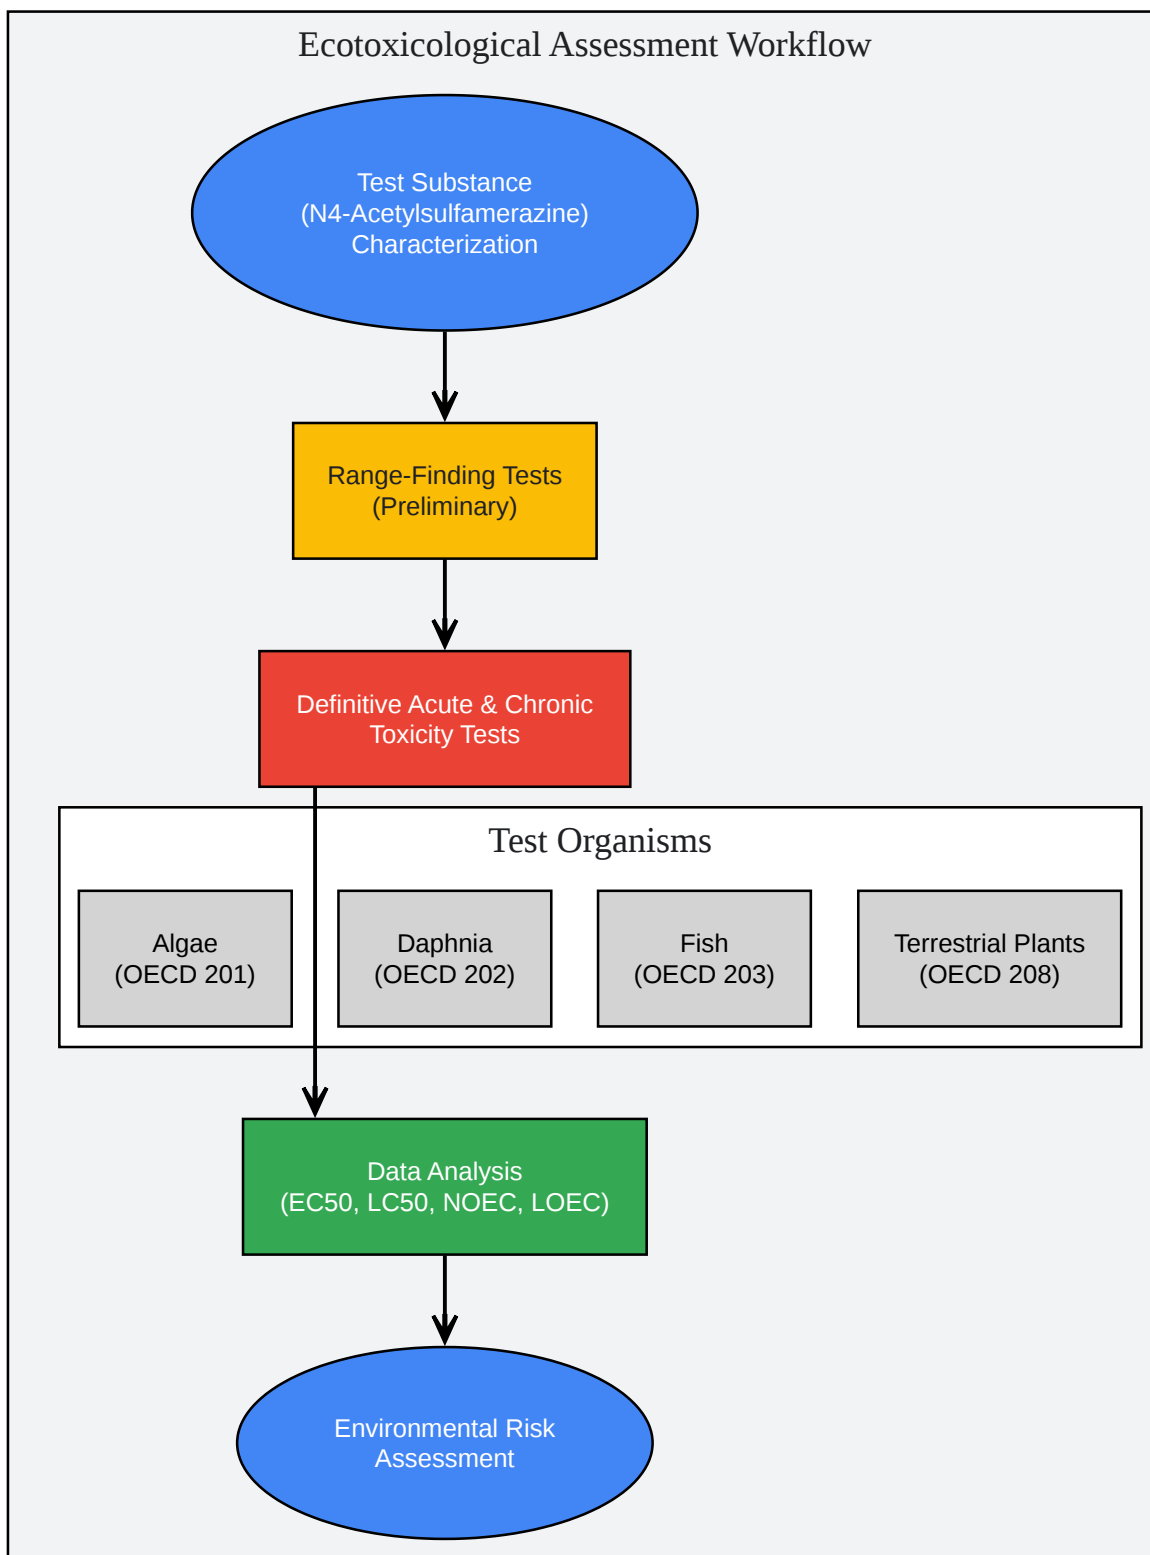 Ecotoxicological Assessment Workflow
Test Substance
(N4-Acetylsulfamerazine)
Characterization
Range-Finding Tests
(Preliminary)
Definitive Acute & Chronic
Toxicity Tests
Test Organisms
Algae
(OECD 201)
Daphnia
(OECD 202)
Fish
(OECD 203)
Terrestrial Plants
(OECD 208)
Data Analysis
(EC50, LC50, NOEC, LOEC)
Environmental Risk
Assessment